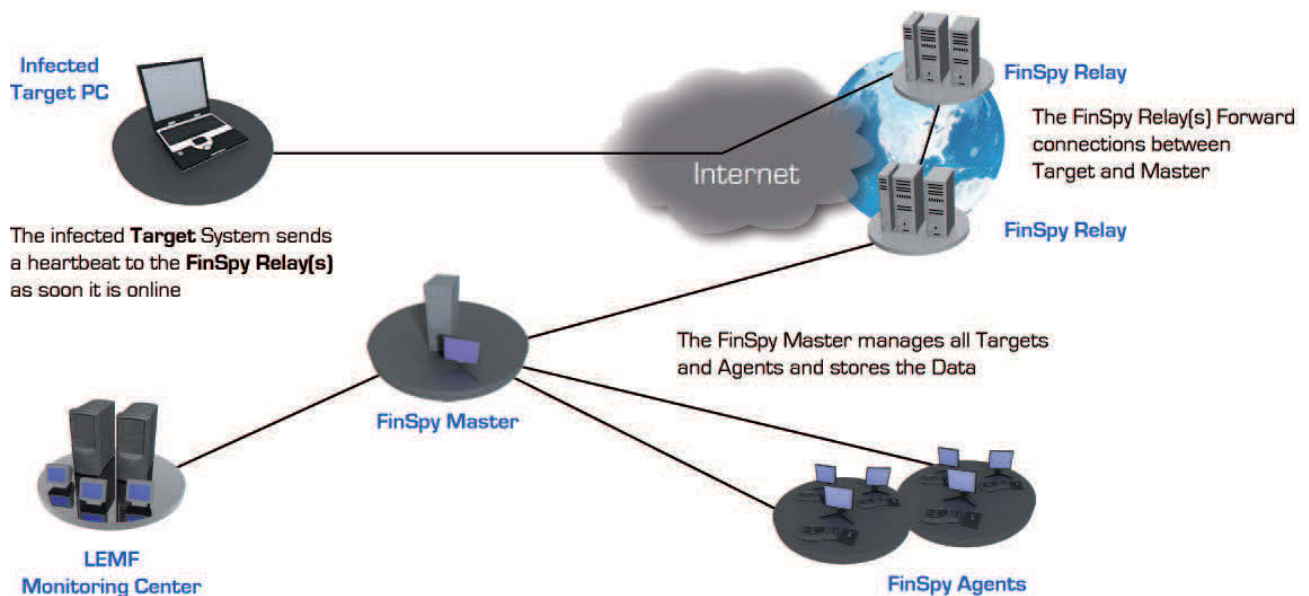 Infected
Target PC
FinSpy Relay
The FinSpy Relay(s) Forward
connections between
Target and Master
Internet
FinSpy Relay
The infected Target System sends
a heartbeat to the FinSpy Relay(s)
as soon it is online
The FinSpy Master manages all Targets
and Agents and stores the Data
FinSpy Master
LEMF
Monitoring Center
FinSpy Agents